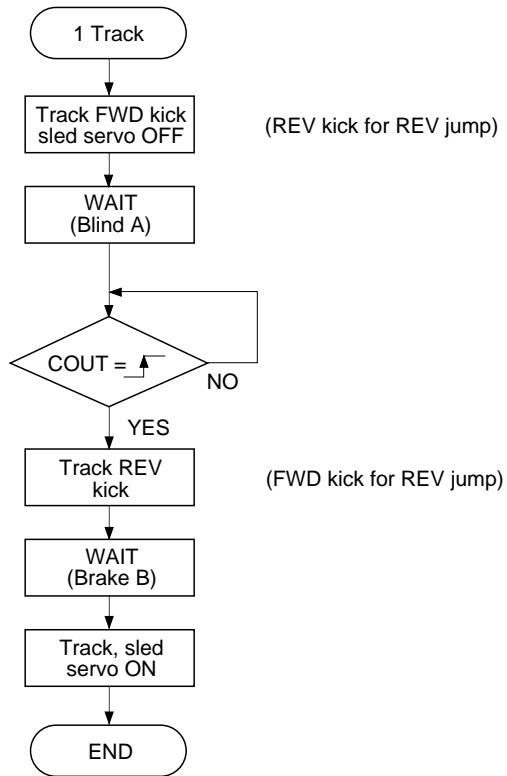 1 Track
Track FWD kick
sled servo OFF
(REV kick for REV jump)
WAIT
(Blind A)
COUT =
NO
YES
Track REV
kick
(FWD kick for REV jump)
WAIT
(Brake B)
Track, sled
servo ON
END